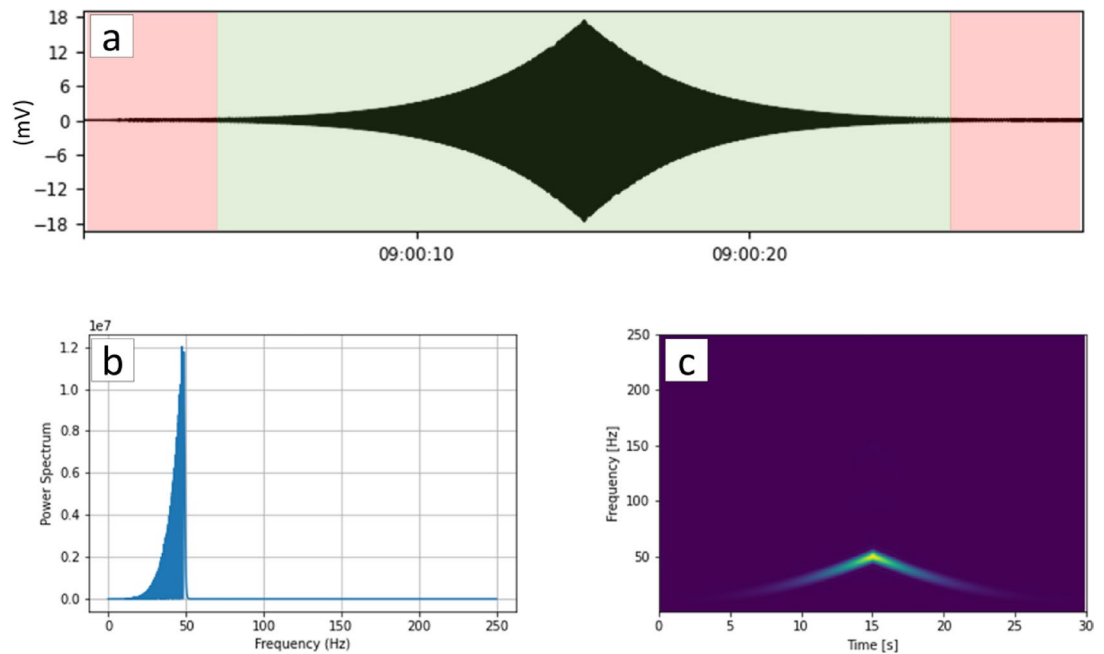 a
18
12
6
0
−6
−12
−18
(mV)
09:00:10 09:00:20
b
1e7
1.2
1.0
0.8
0.6
0.4
0.2
0.0
Power Spectrum
0 50 100 150 200 250
Frequency (Hz)
c
250
200
150
100
50
Frequency [Hz]
0 5 10 15 20 25 30
Time [s]